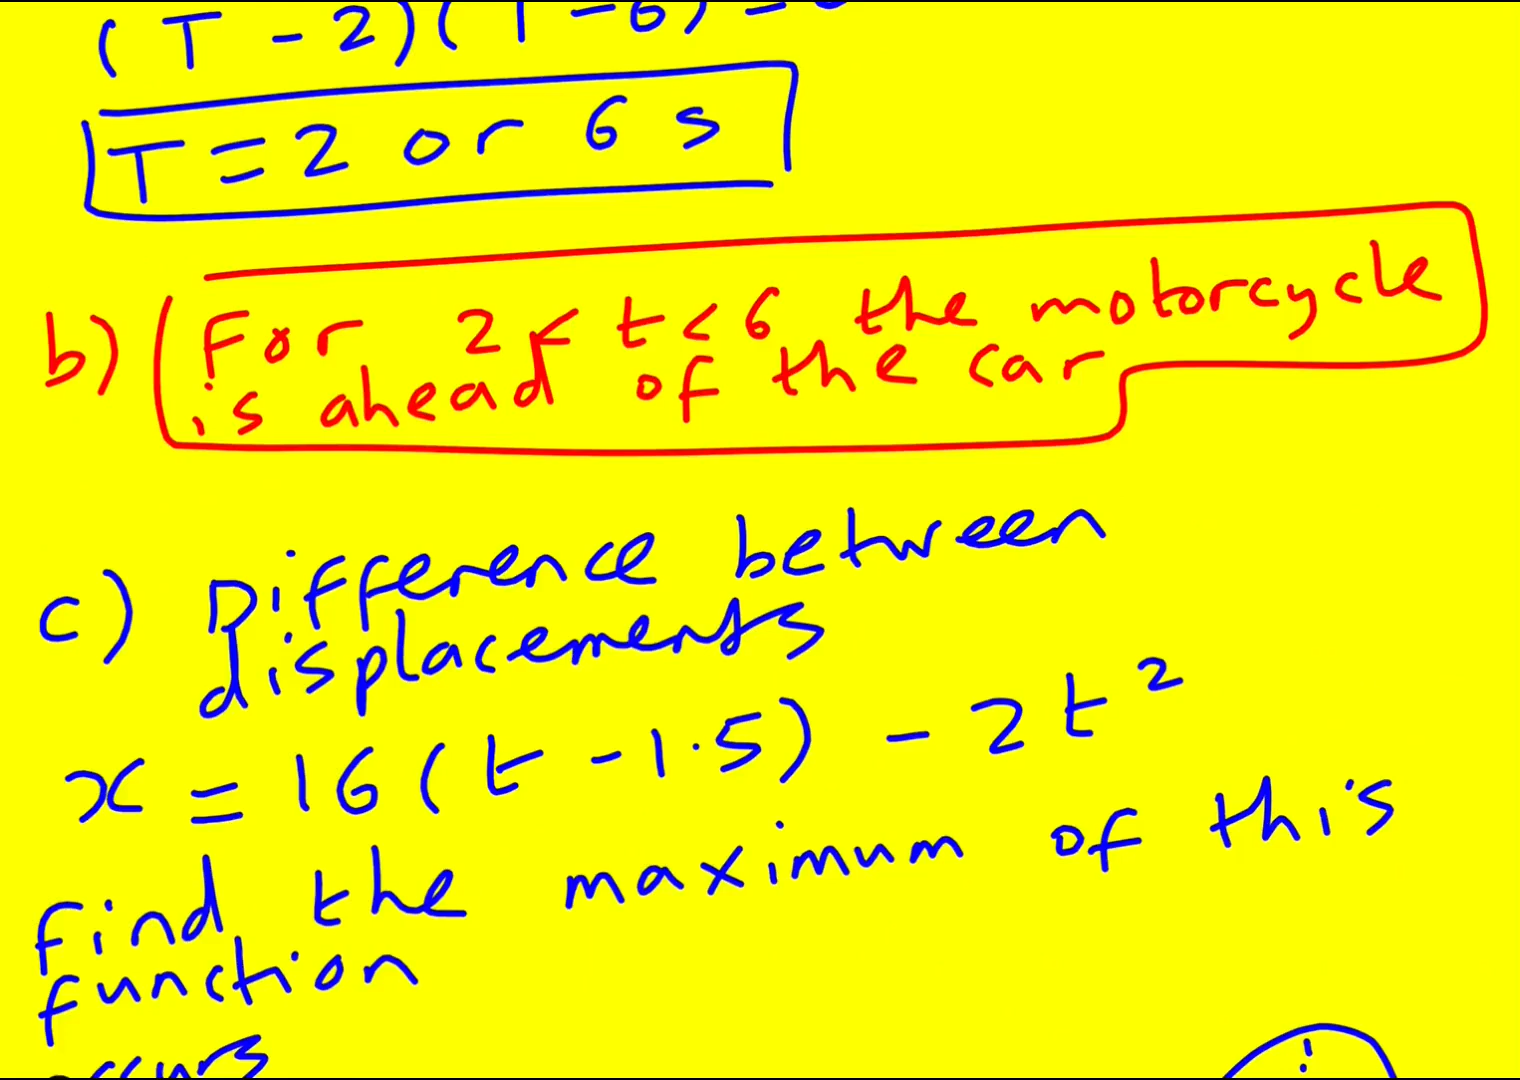 (T - 2)(T - 6) =
T = 2 or 6 s
b) For 2 < t < 6 the motorcycle
is ahead of the car
c) Difference between
displacements
x = 16(t - 1.5) - 2t²
find the maximum of this
function
occurs